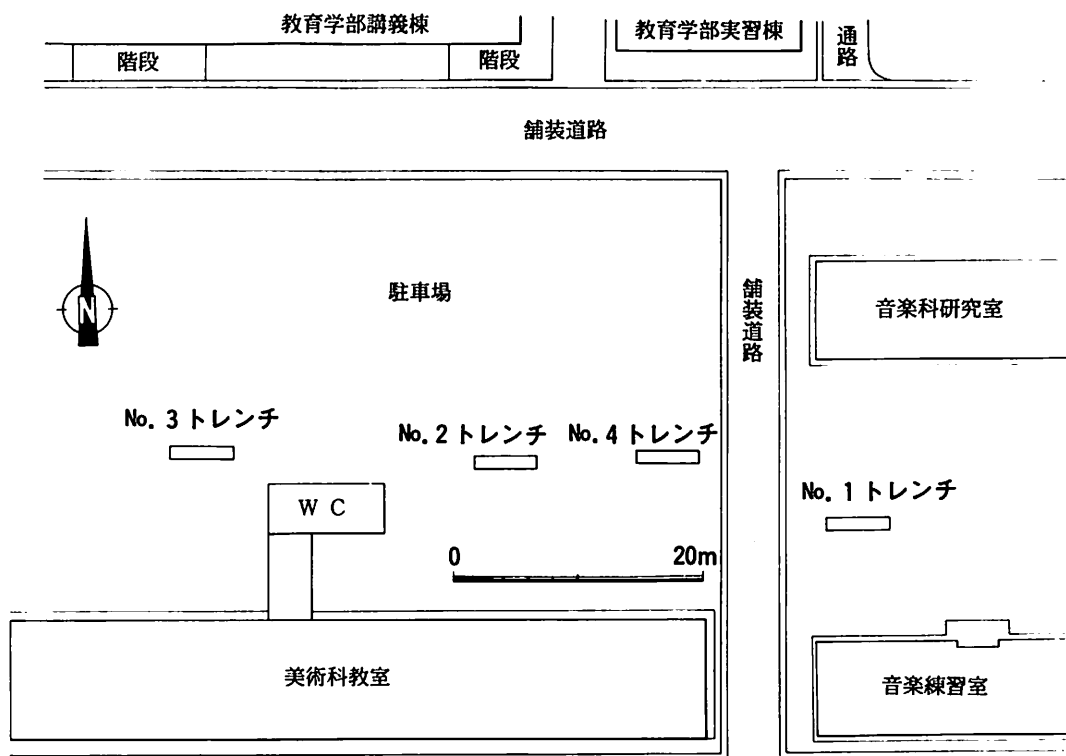 教育学部講義棟
教育学部実習棟
通路
階段
階段
舗装道路
N
駐車場
舗装道路
音楽科研究室
No. 3 トレンチ
No. 2 トレンチ
No. 4 トレンチ
No. 1 トレンチ
W C
0 20m
美術科教室
音楽練習室